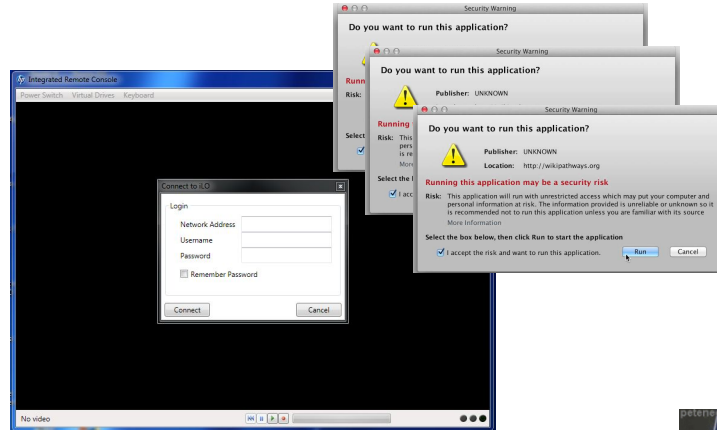 Security Warning
Do you want to run this application?
Risk:
Select
Security Warning
Do you want to run this application?
Publisher: UNKNOWN
Running
Risk: This
pers
is re
Select the
I acc
Security Warning
Do you want to run this application?
Publisher: UNKNOWN
Location: http://wikipathways.org
Running this application may be a security risk
Risk: This application will run with unrestricted access which may put your computer and
personal information at risk. The information provided is unreliable or unknown so it
is recommended not to run this application unless you are familiar with its source
More Information
Select the box below, then click Run to start the application
I accept the risk and want to run this application.
Run
Cancel
Integrated Remote Console
Power Switch Virtual Drives Keyboard
Connect to iLO
Login
Network Address
Username
Password
Remember Password
Connect
Cancel
No video
petene